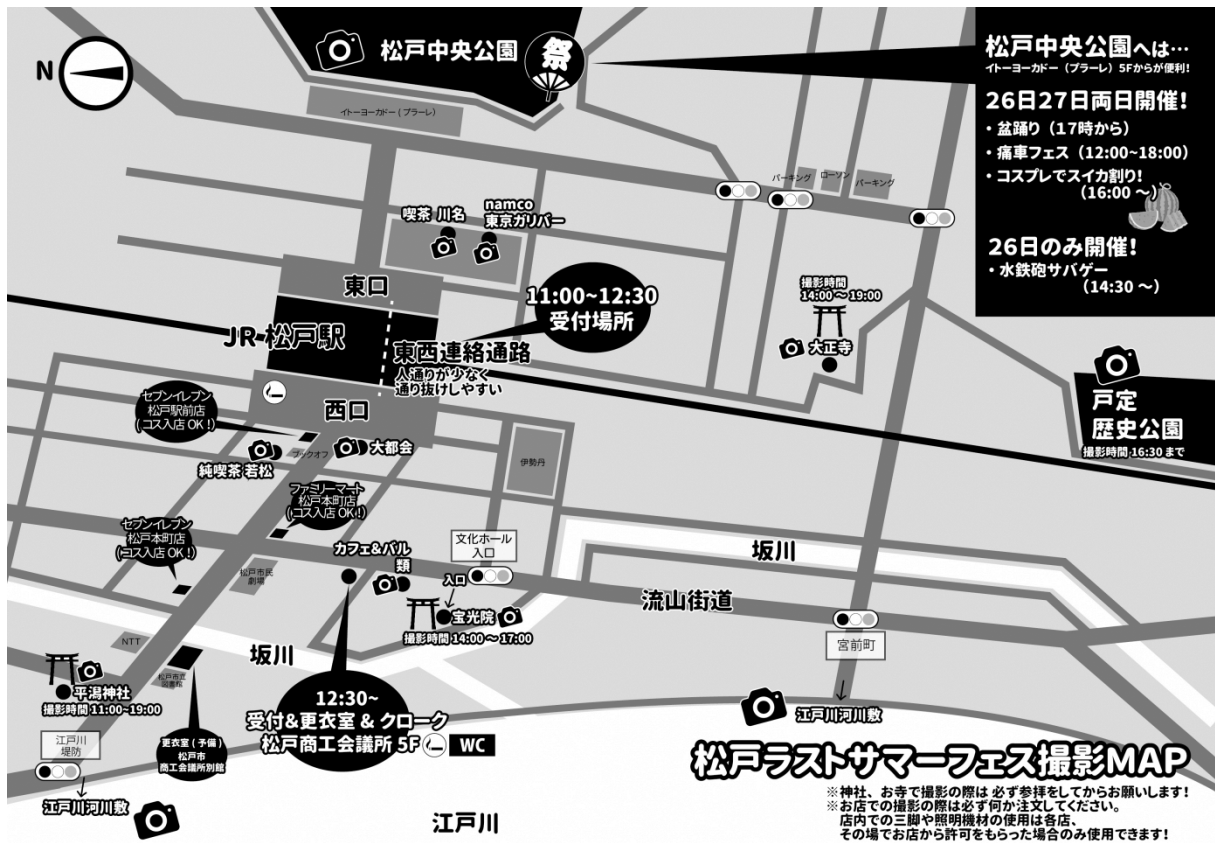 N
松戸中央公園
祭
松戸中央公園へは…
イトーヨーカドー（プラーレ）5Fからが便利！
26日27日両日開催！
・盆踊り（17時から）
・痛車フェス（12:00~18:00）
・コスプレでスイカ割り！
（16:00 ～）
26日のみ開催！
・水鉄砲サバゲー
（14:30 ～）
イトーヨーカドー ( プラーレ )
パーキング
ローソン
パーキング
喫茶 川名
namco
東京ガリバー
11:00~12:30
受付場所
撮影時間
14:00 ～ 19:00
大正寺
東口
JR 松戸駅
東西連絡通路
人通りが少なく
通り抜けしやすい
西口
戸定
歴史公園
撮影時間 16:30 まで
セブンイレブン
松戸駅前店
(コス入店 OK！)
ブックオフ
大都会
純喫茶 若松
伊勢丹
ファミリーマート
松戸本町店
(コス入店 OK！)
セブンイレブン
松戸本町店
(コス入店 OK！)
松戸市民
劇場
カフェ&バル
類
文化ホール
入口
入口
宝光院
撮影時間 14:00 ～ 17:00
坂川
流山街道
宮前町
江戸川河川敷
NTT
松戸市立
図書館
坂川
平潟神社
撮影時間 11:00~19:00
江戸川
堤防
江戸川河川敷
更衣室 ( 予備 )
松戸市
商工会議所別館
12:30~
受付&更衣室 & クローク
松戸商工会議所 5F
WC
江戸川
松戸ラストサマーフェス撮影MAP
※神社、お寺で撮影の際は 必ず参拝をしてからお願いします！
※お店での撮影の際は必ず何か注文してください。
店内での三脚や照明機材の使用は各店、
その場でお店から許可をもらった場合のみ使用できます！